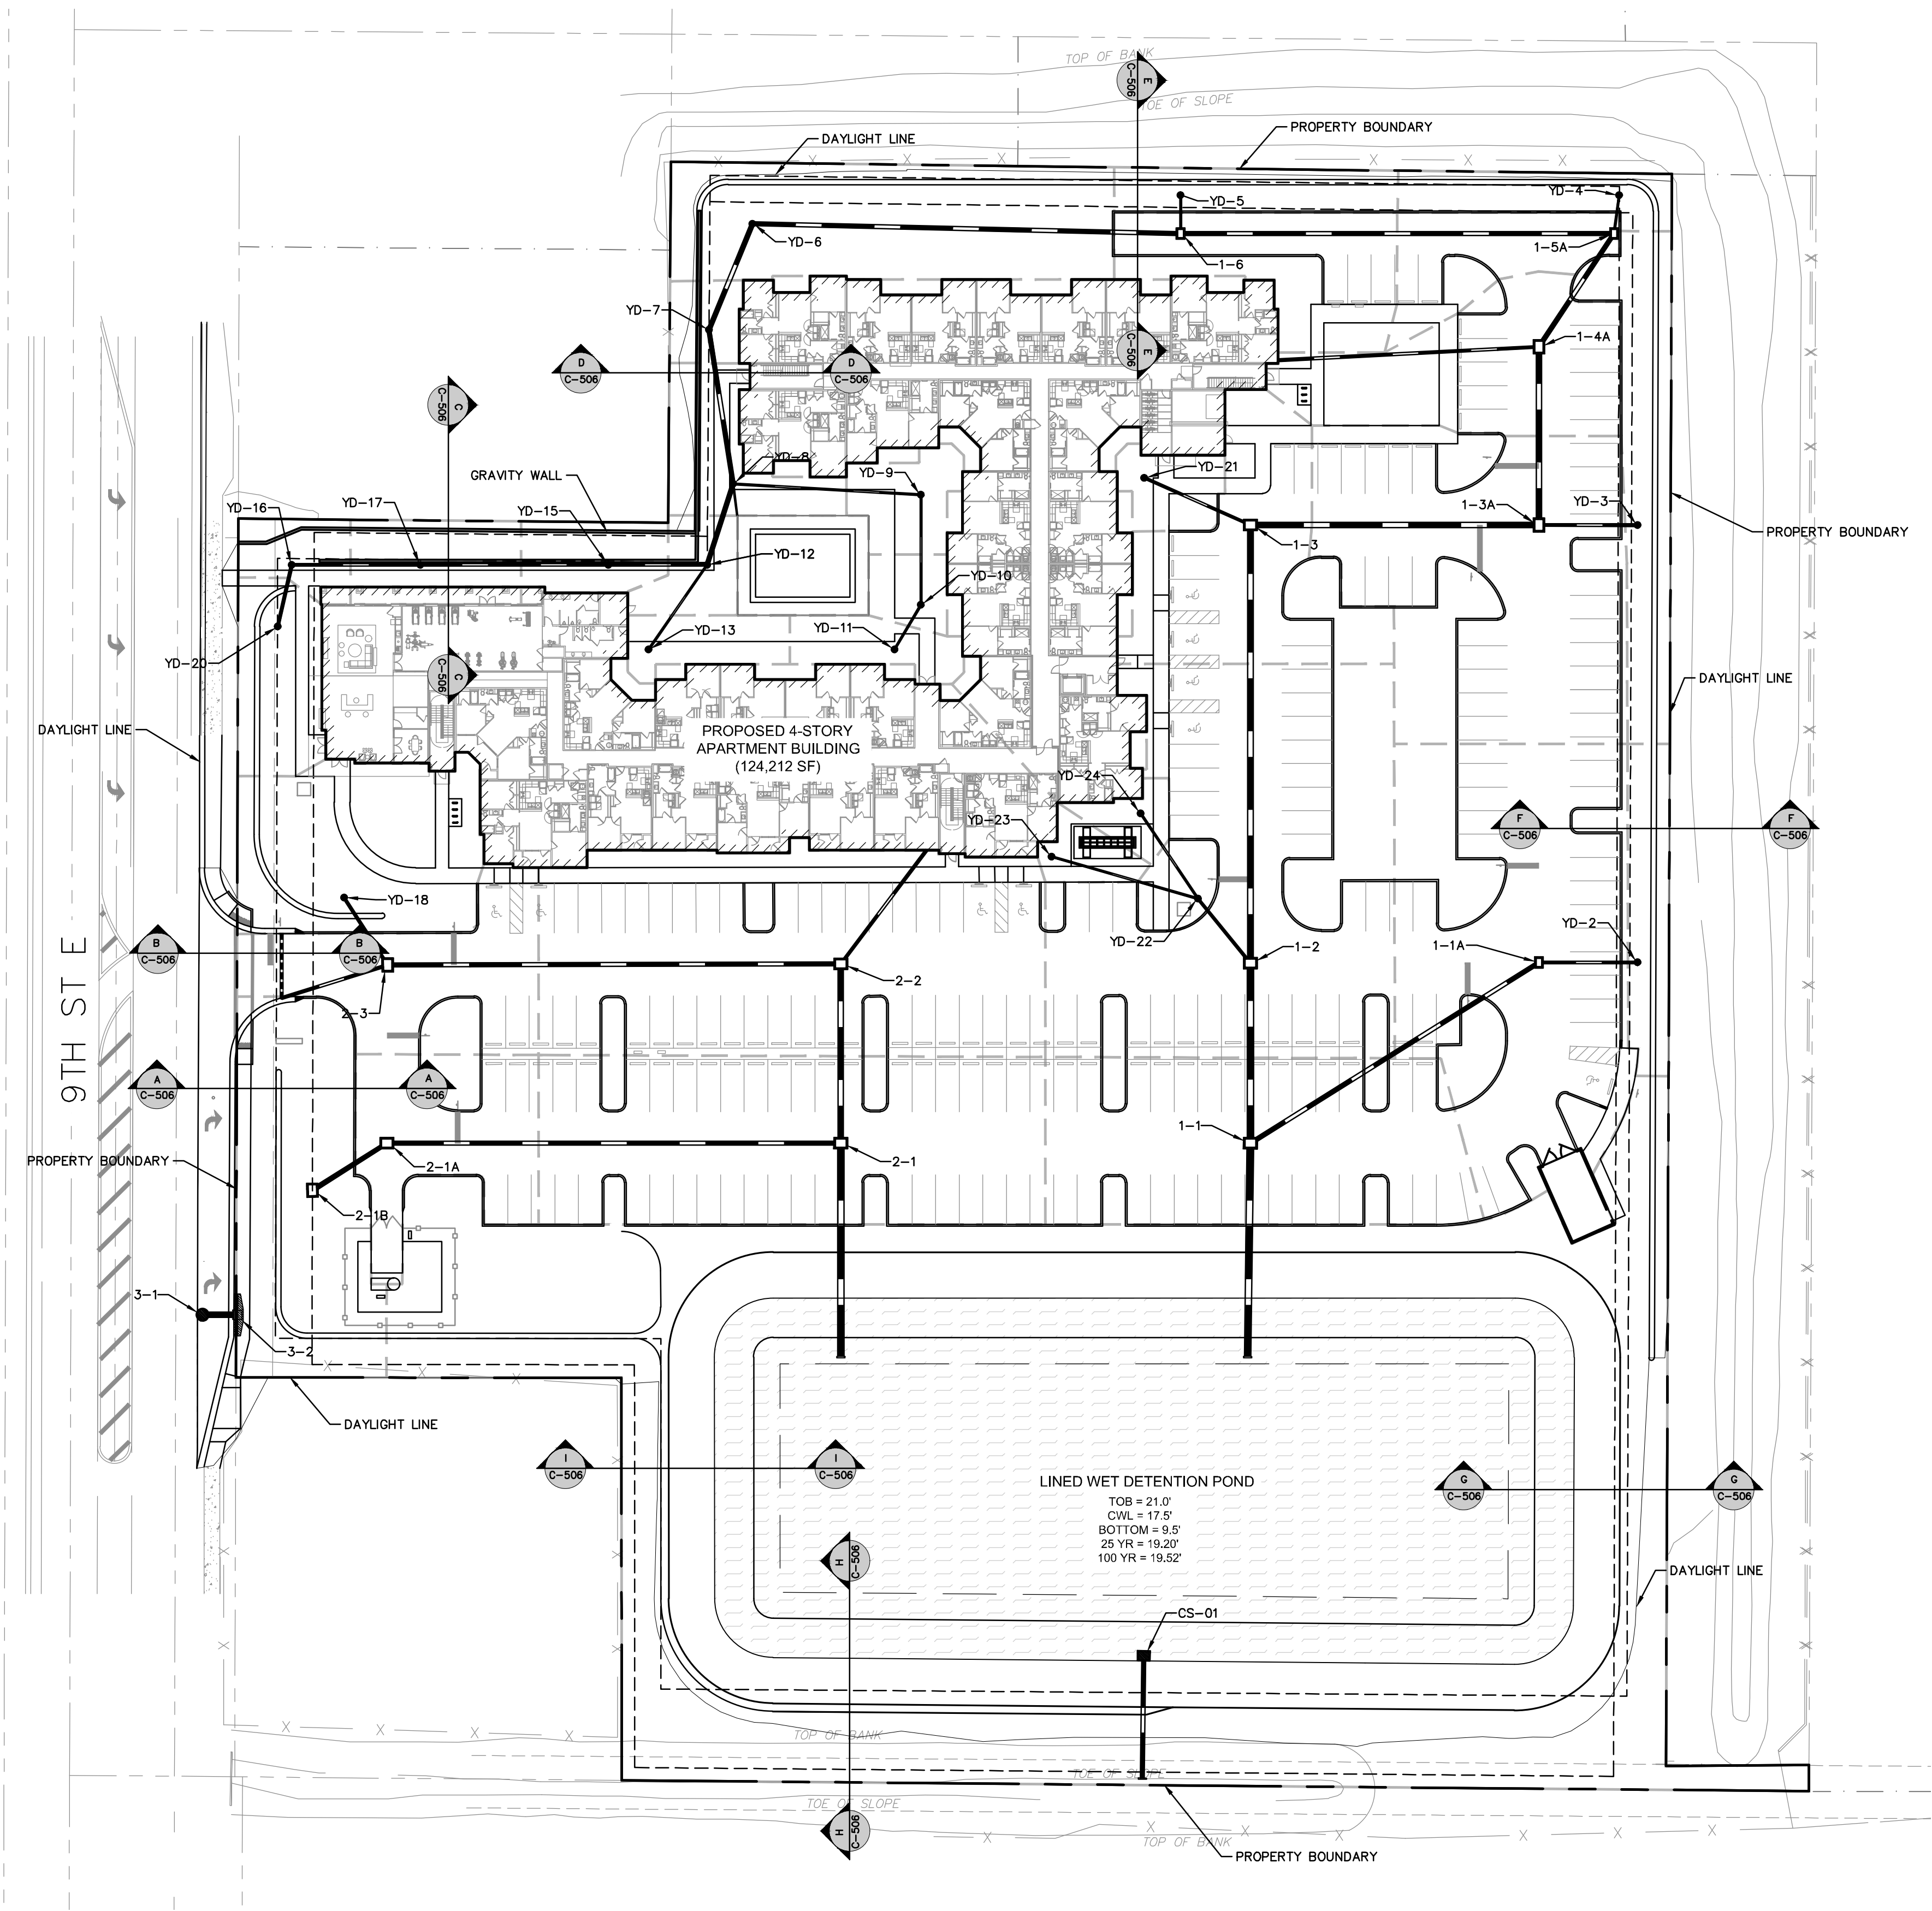 TOP OF BANK
E
C-506
TOE OF SLOPE
DAYLIGHT LINE
PROPERTY BOUNDARY
YD-5
YD-4
YD-6
1-6
1-5A
YD-7
1-4A
D
C-506
D
C-506
E
C-506
C
C-506
YD-8
YD-9
YD-21
GRAVITY WALL
YD-16
YD-17
YD-15
1-3A
YD-3
PROPERTY BOUNDARY
1-3
YD-12
YD-10
YD-11
YD-13
YD-20
C
C-506
DAYLIGHT LINE
DAYLIGHT LINE
PROPOSED 4-STORY
APARTMENT BUILDING
(124,212 SF)
YD-24
YD-23
F
C-506
F
C-506
YD-18
YD-22
1-2
1-1A
YD-2
B
C-506
B
C-506
2-2
2-3
9TH ST E
A
C-506
A
C-506
1-1
PROPERTY BOUNDARY
2-1A
2-1
2-1B
3-1
3-2
DAYLIGHT LINE
I
C-506
I
C-506
LINED WET DETENTION POND
TOB = 21.0'
CWL = 17.5'
BOTTOM = 9.5'
25 YR = 19.20'
100 YR = 19.52'
G
C-506
G
C-506
H
C-506
DAYLIGHT LINE
CS-01
TOP OF BANK
TOE OF SLOPE
TOE OF SLOPE
H
C-506
TOP OF BANK
PROPERTY BOUNDARY